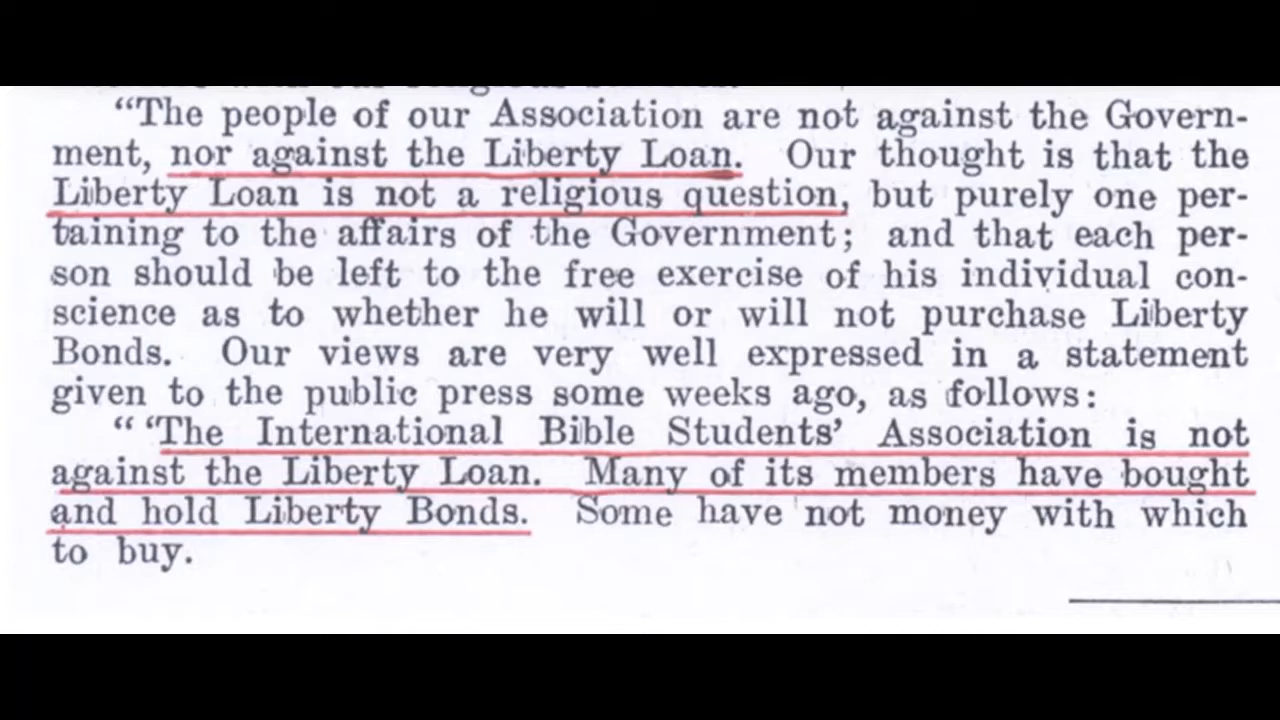 “The people of our Association are not against the Govern-
ment, nor against the Liberty Loan. Our thought is that the
Liberty Loan is not a religious question, but purely one per-
taining to the affairs of the Government; and that each per-
son should be left to the free exercise of his individual con-
science as to whether he will or will not purchase Liberty
Bonds. Our views are very well expressed in a statement
given to the public press some weeks ago, as follows:
“ ‘The International Bible Students’ Association is not
against the Liberty Loan. Many of its members have bought
and hold Liberty Bonds. Some have not money with which
to buy.